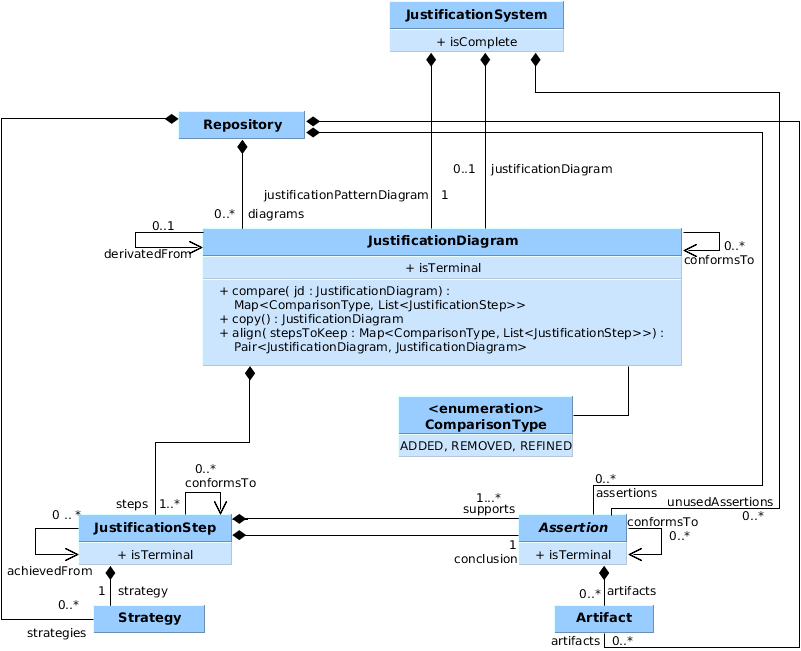 JustificationSystem
+ isComplete
Repository
0..1 justificationDiagram
justificationPatternDiagram 1
0..* diagrams
0..1
derivatedFrom
JustificationDiagram
+ isTerminal
+ compare( jd : JustificationDiagram) :
Map<ComparisonType, List<JustificationStep>>
+ copy() : JustificationDiagram
+ align( stepsToKeep : Map<ComparisonType, List<JustificationStep>>) :
Pair<JustificationDiagram, JustificationDiagram>
0..*
conformsTo
<enumeration>
ComparisonType
ADDED, REMOVED, REFINED
0..*
conformsTo
steps 1..*
0 ..*
JustificationStep
+ isTerminal
achievedFrom
1...*
supports
1
conclusion
0..*
assertions
unusedAssertions
0..*
Assertion
+ isTerminal
conformsTo
0..*
1 strategy
0..*
strategies
Strategy
0..* artifacts
Artifact
artifacts 0..*